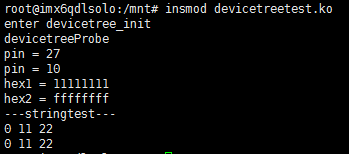 root@imx6qdlsolo:/mnt# insmod devicetreetest.ko
enter devicetree_init
devicetreeProbe
pin = 27
pin = 10
hex1 = 11111111
hex2 = ffffffff
---stringtest---
0 11 22
0 11 22